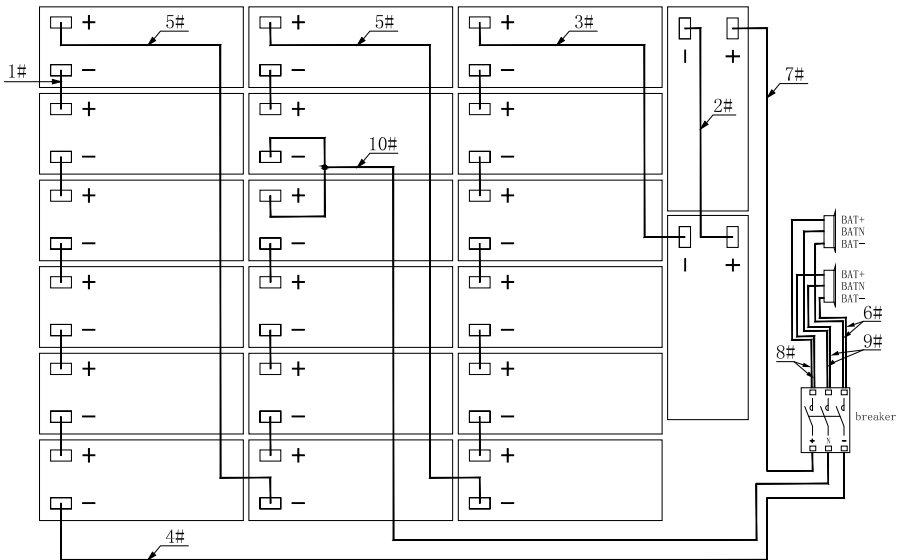 5# 5# 3#
+ + + − +
1# − − − 7#
2#
+ + +
− − − 10#
+ + +
− − − − +
BAT+
BATN
BAT−
+ + +
BAT+
BATN
BAT−
− − − 6#
9#
8#
+ + +
− − − breaker
+ N −
+ + +
− − −
4#